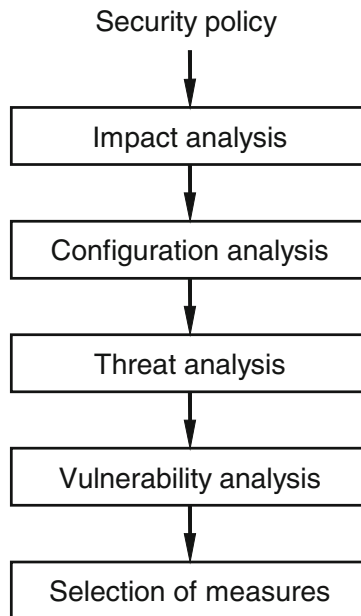 Security policy
Impact analysis
Configuration analysis
Threat analysis
Vulnerability analysis
Selection of measures